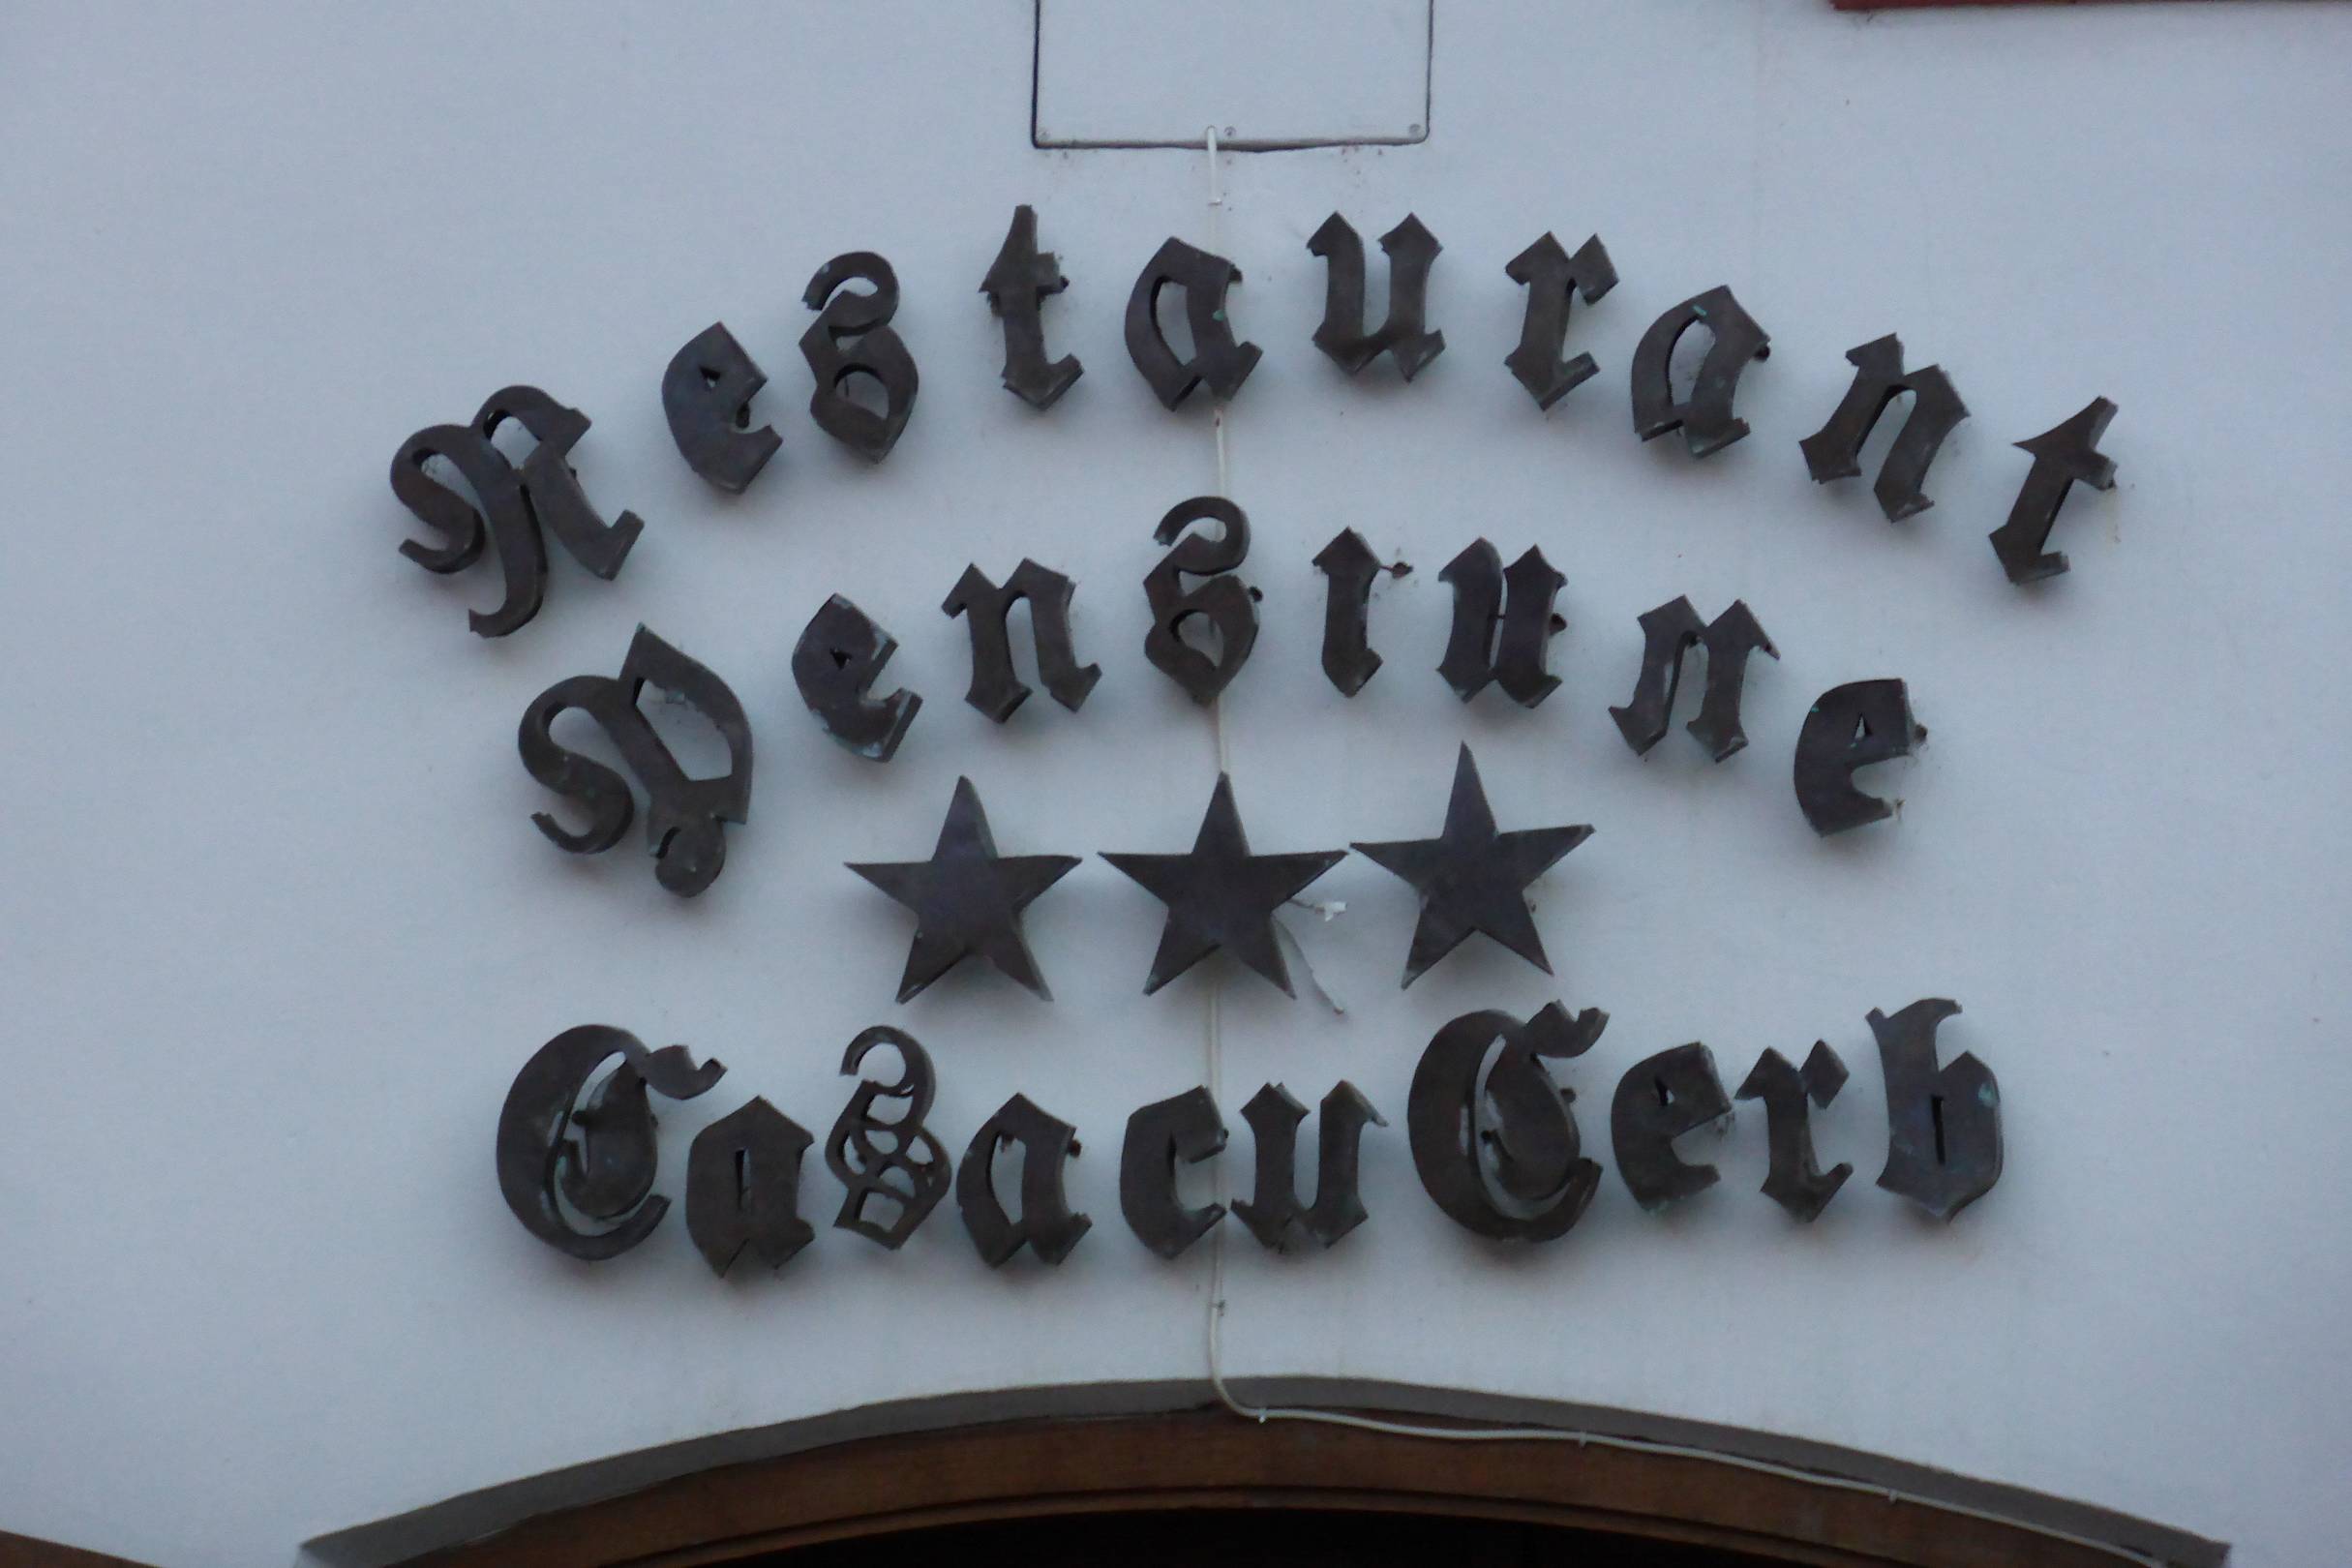 Restaurant
Pensiune
Casa cu Cerb